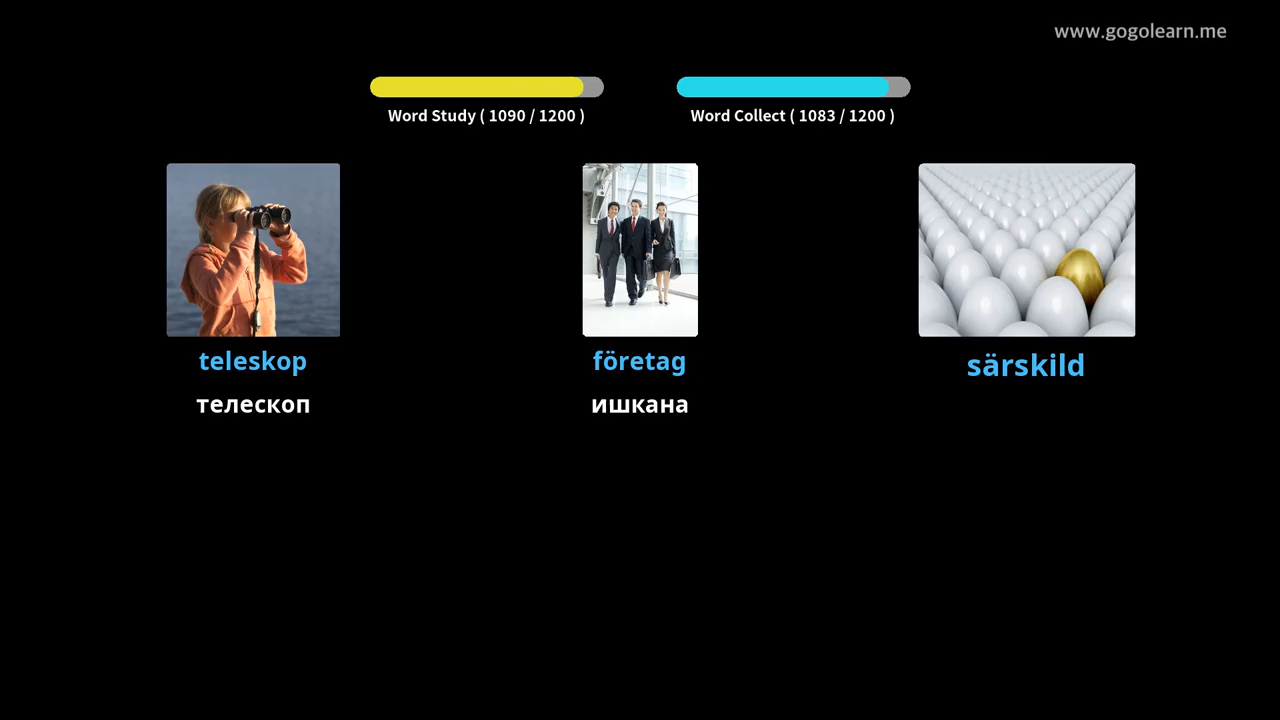 www.gogolearn.me
Word Study ( 1090 / 1200 )
Word Collect ( 1083 / 1200 )
teleskop
företag
särskild
телескоп
ишкана